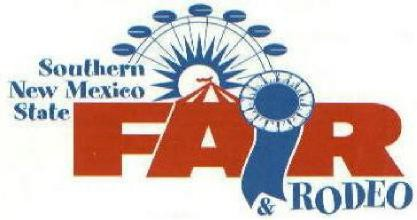 Southern
New Mexico
State
FAIR
& RODEO